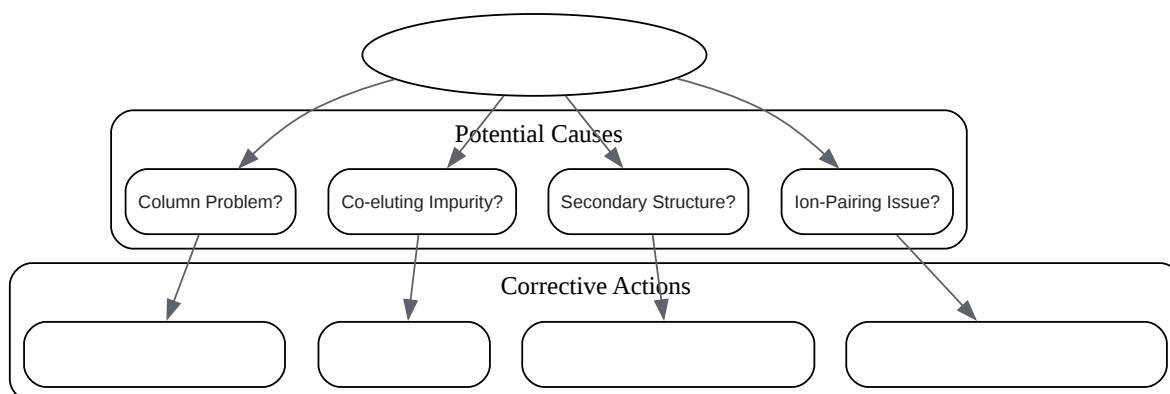 Potential Causes
Column Problem?
Co-eluting Impurity?
Secondary Structure?
Ion-Pairing Issue?
Corrective Actions